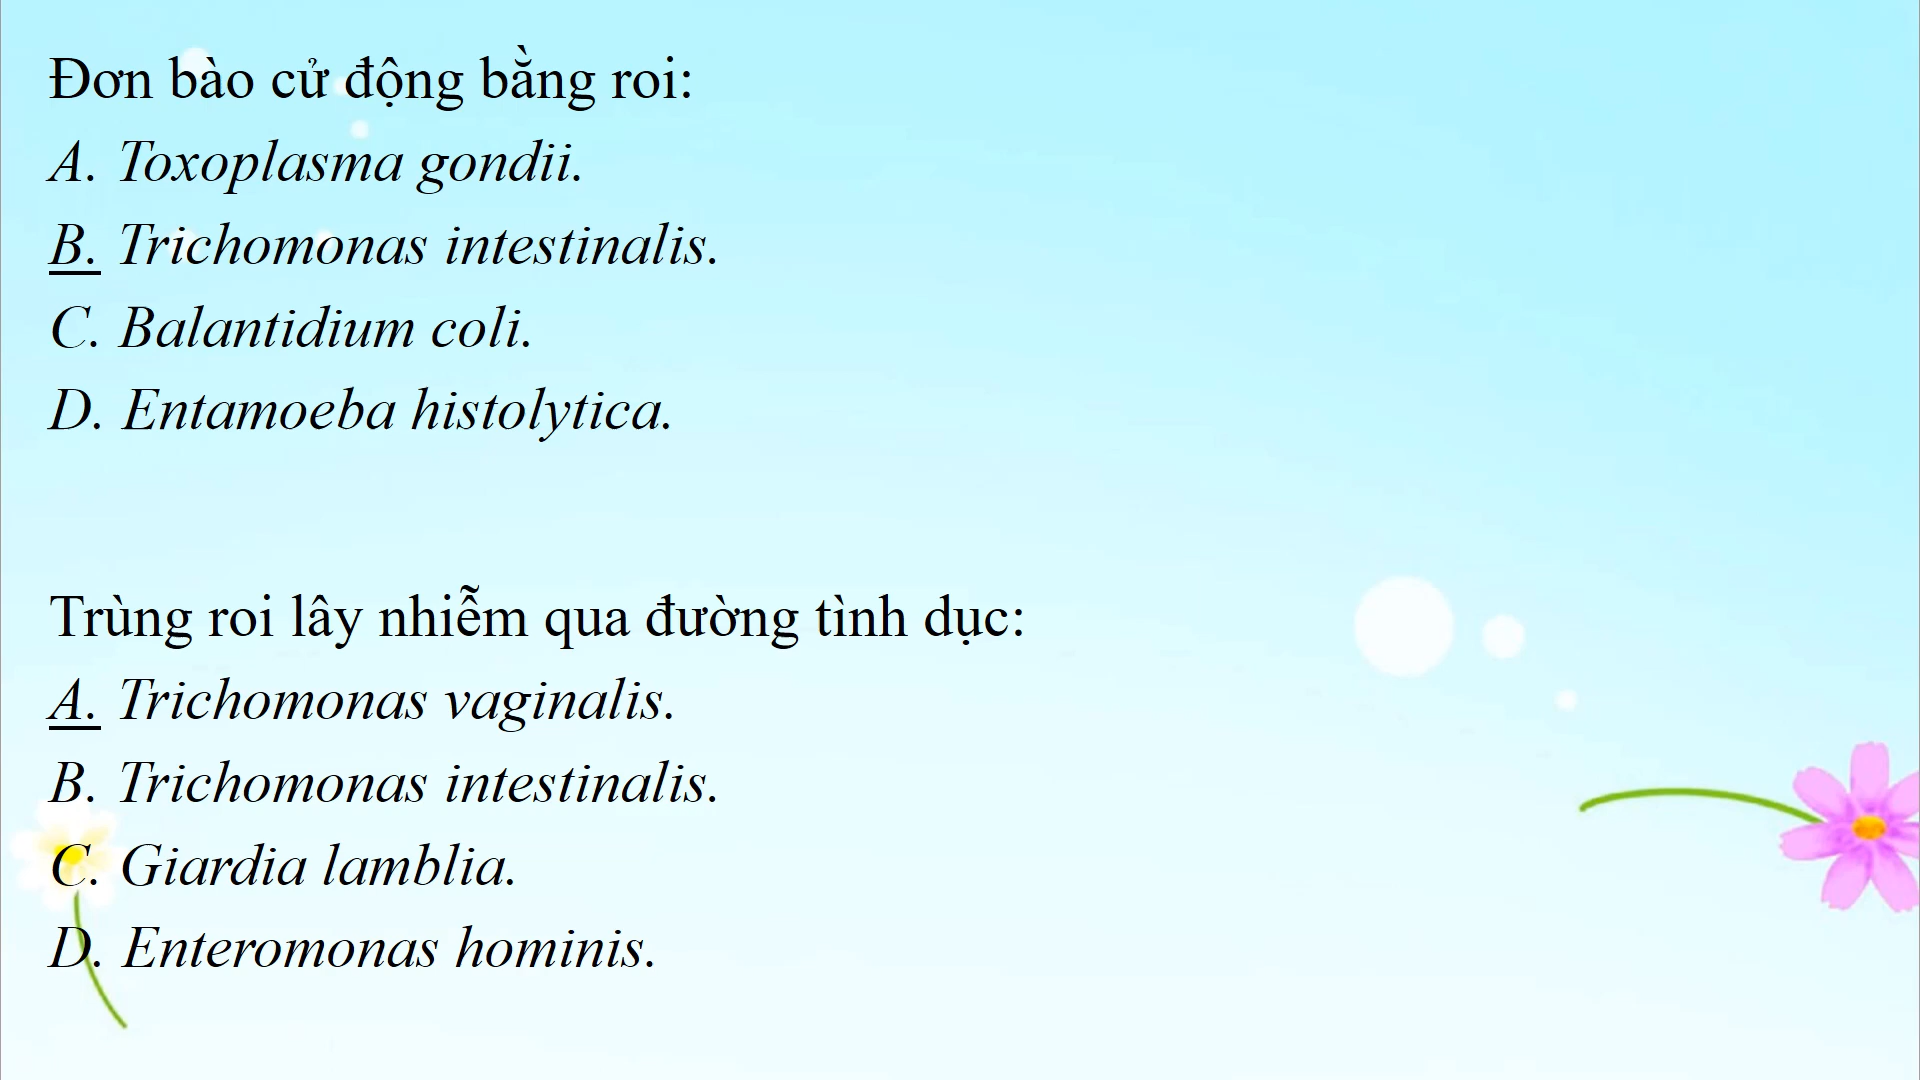 Đơn bào cử động bằng roi:
A. Toxoplasma gondii.
B. Trichomonas intestinalis.
C. Balantidium coli.
D. Entamoeba histolytica.
Trùng roi lây nhiễm qua đường tình dục:
A. Trichomonas vaginalis.
B. Trichomonas intestinalis.
C. Giardia lamblia.
D. Enteromonas hominis.